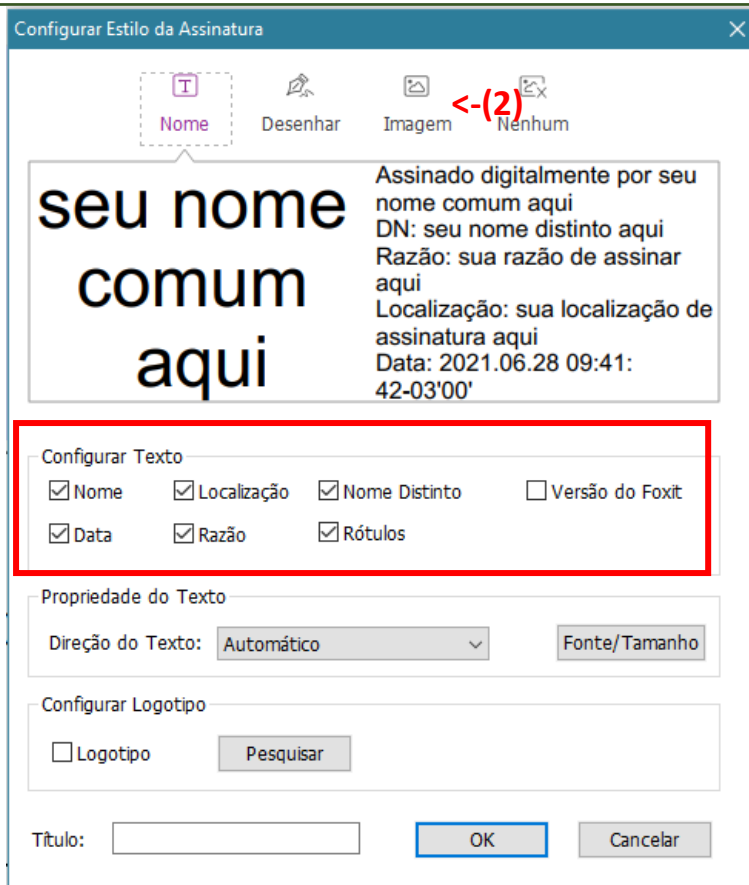 Configurar Estilo da Assinatura
Nome Desenhar Imagem <-(2) Nenhum
seu nome
comum
aqui
Assinado digitalmente por seu
nome comum aqui
DN: seu nome distinto aqui
Razão: sua razão de assinar
aqui
Localização: sua localização de
assinatura aqui
Data: 2021.06.28 09:41:
42-03'00'
Configurar Texto
Nome Localização Nome Distinto Versão do Foxit
Data Razão Rótulos
Propriedade do Texto
Direção do Texto: Automático Fonte/Tamanho
Configurar Logotipo
Logotipo Pesquisar
Título: OK Cancelar